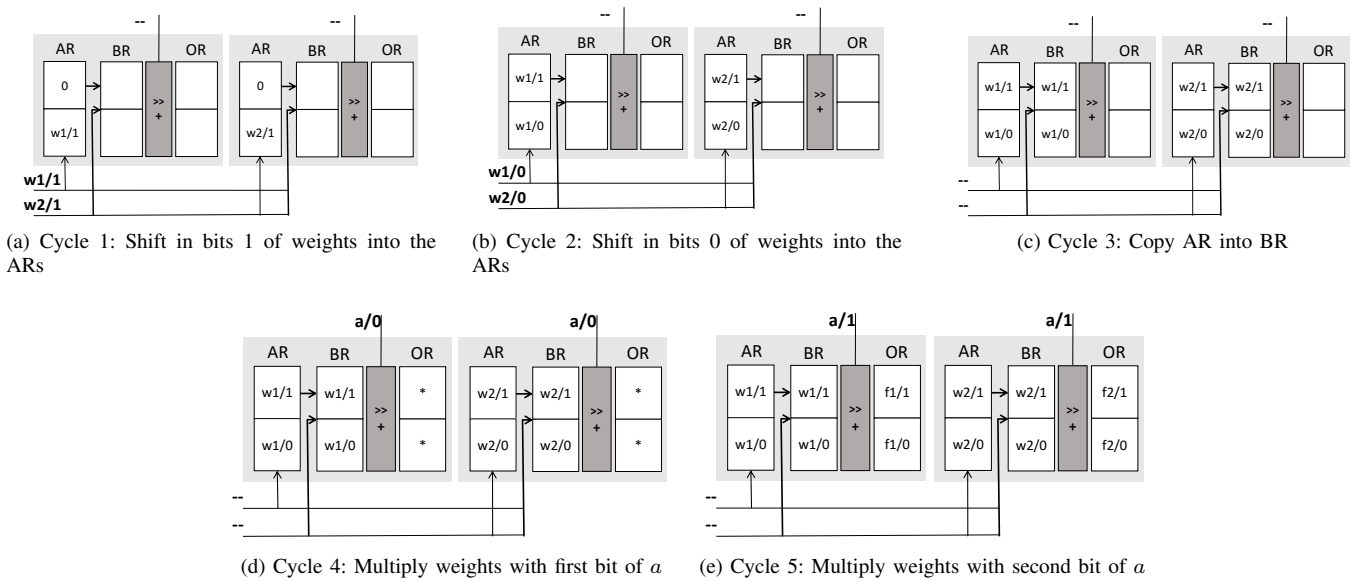 -- --
AR BR OR AR BR OR
0 0
>> >>
+ +
w1/1 w2/1
w1/1
w2/1
(a) Cycle 1: Shift in bits 1 of weights into the
ARs
-- --
AR BR OR AR BR OR
w1/1 w2/1
>> >>
+ +
w1/0 w2/0
w1/0
w2/0
(b) Cycle 2: Shift in bits 0 of weights into the
ARs
-- --
AR BR OR AR BR OR
w1/1 w1/1 w2/1 w2/1
>> >>
+ +
w1/0 w1/0 w2/0 w2/0
--
--
(c) Cycle 3: Copy AR into BR
a/0 a/0
AR BR OR AR BR OR
w1/1 w1/1 * w2/1 w2/1 *
>> >>
+ +
w1/0 w1/0 * w2/0 w2/0 *
--
--
(d) Cycle 4: Multiply weights with first bit of a
a/1 a/1
AR BR OR AR BR OR
w1/1 w1/1 f1/1 w2/1 w2/1 f2/1
>> >>
+ +
w1/0 w1/0 f1/0 w2/0 w2/0 f2/0
--
--
(e) Cycle 5: Multiply weights with second bit of a